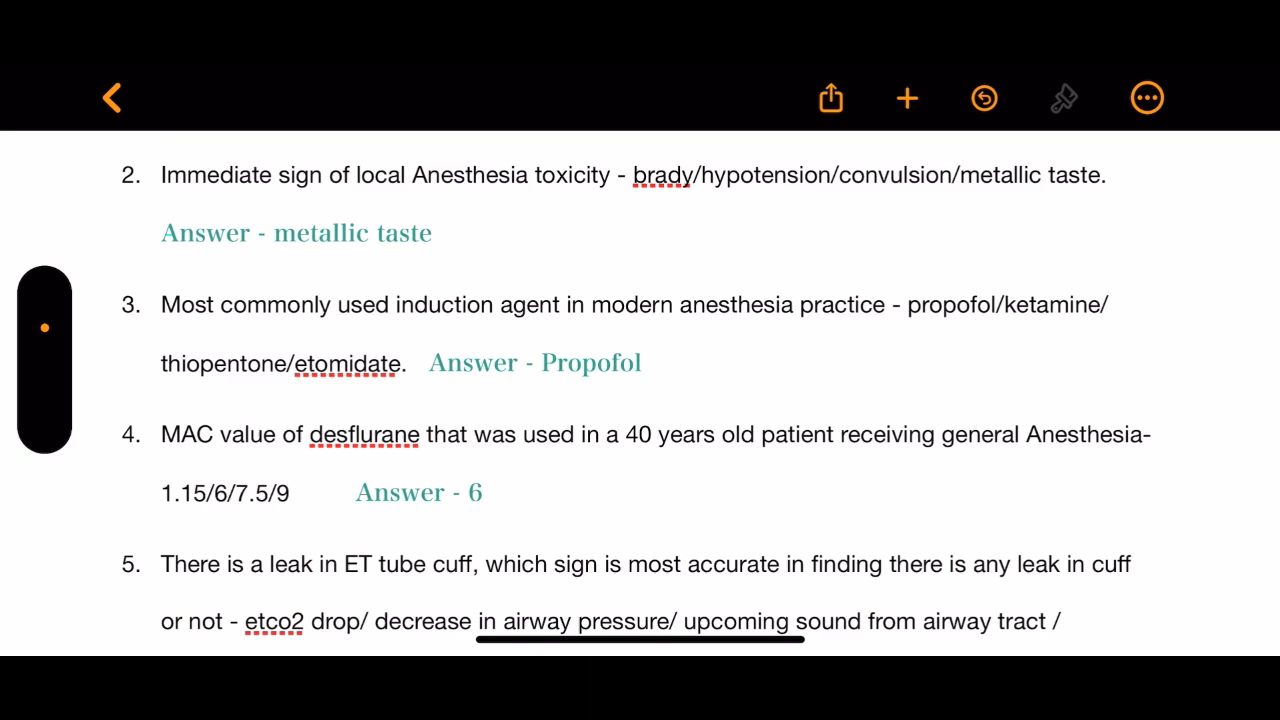 2. Immediate sign of local Anesthesia toxicity - brady/hypotension/convulsion/metallic taste.
Answer - metallic taste
3. Most commonly used induction agent in modern anesthesia practice - propofol/ketamine/
thiopentone/etomidate. Answer - Propofol
4. MAC value of desflurane that was used in a 40 years old patient receiving general Anesthesia-
1.15/6/7.5/9 Answer - 6
5. There is a leak in ET tube cuff, which sign is most accurate in finding there is any leak in cuff
or not - etco2 drop/ decrease in airway pressure/ upcoming sound from airway tract /